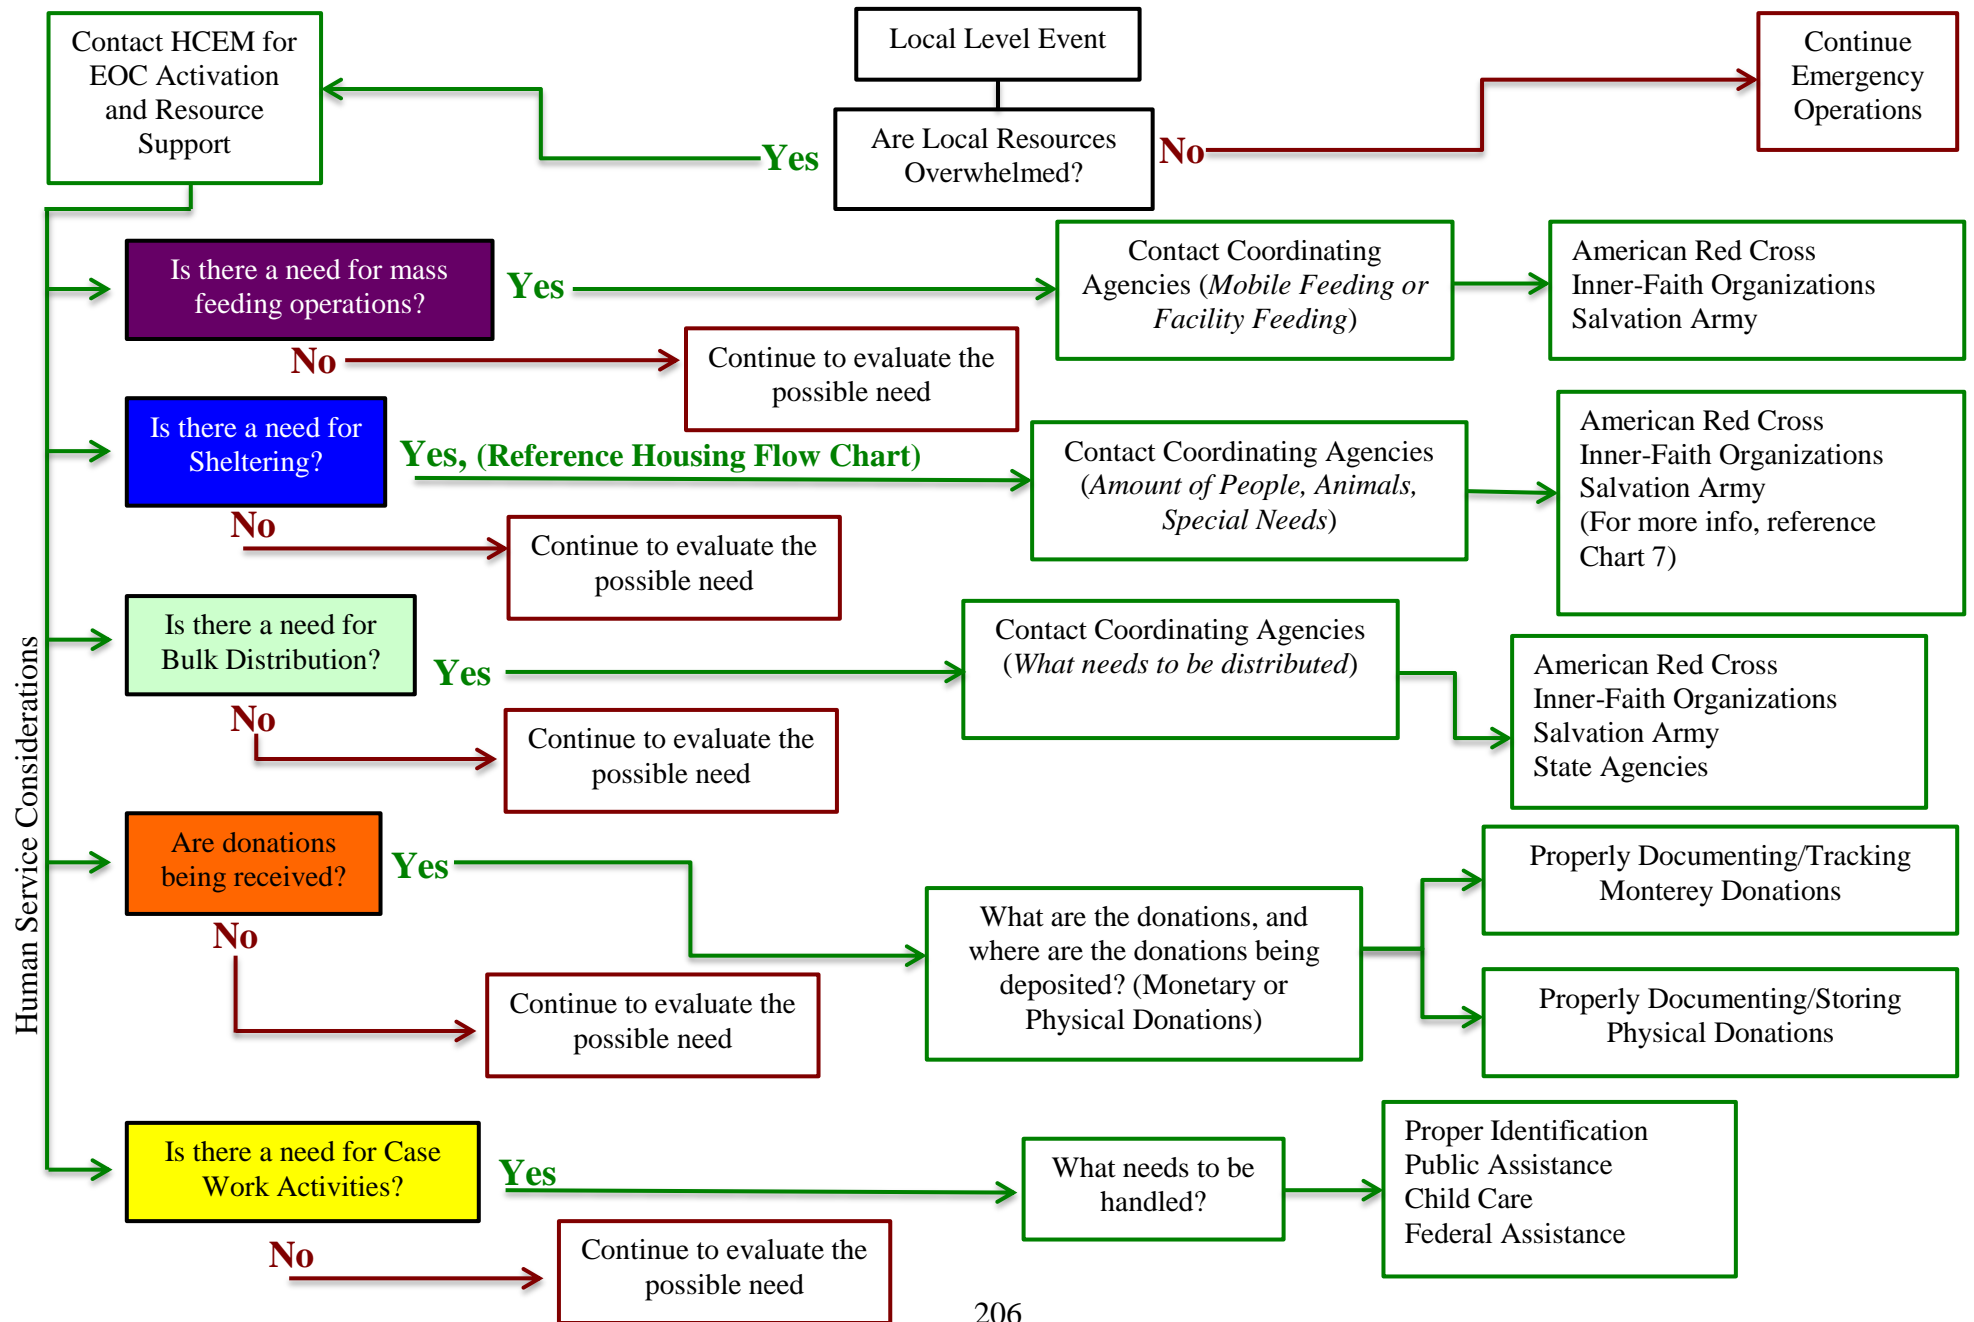 Contact HCEM for
EOC Activation
and Resource
Support
Local Level Event
Continue
Emergency
Operations
Yes
Are Local Resources
Overwhelmed?
No
Human Service Considerations
Is there a need for mass
feeding operations?
Yes
Contact Coordinating
Agencies (Mobile Feeding or
Facility Feeding)
American Red Cross
Inner-Faith Organizations
Salvation Army
No
Continue to evaluate the
possible need
Is there a need for
Sheltering?
Yes, (Reference Housing Flow Chart)
Contact Coordinating Agencies
(Amount of People, Animals,
Special Needs)
American Red Cross
Inner-Faith Organizations
Salvation Army
(For more info, reference
Chart 7)
No
Continue to evaluate the
possible need
Is there a need for
Bulk Distribution?
Yes
Contact Coordinating Agencies
(What needs to be distributed)
American Red Cross
Inner-Faith Organizations
Salvation Army
State Agencies
No
Continue to evaluate the
possible need
Are donations
being received?
Yes
What are the donations, and
where are the donations being
deposited? (Monetary or
Physical Donations)
Properly Documenting/Tracking
Monterey Donations
Properly Documenting/Storing
Physical Donations
No
Continue to evaluate the
possible need
Is there a need for Case
Work Activities?
Yes
What needs to be
handled?
Proper Identification
Public Assistance
Child Care
Federal Assistance
No
Continue to evaluate the
possible need
206